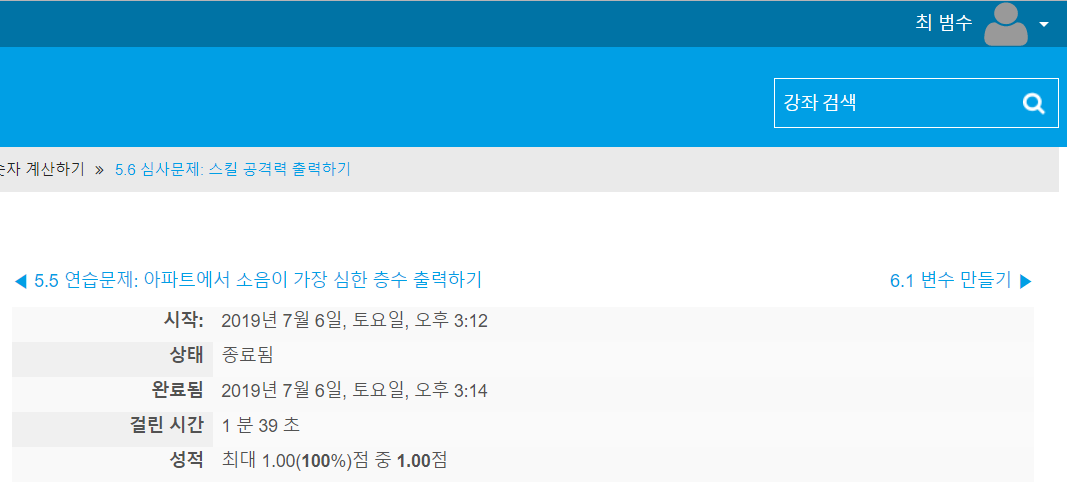 최 범수
강좌 검색
숫자 계산하기 » 5.6 심사문제: 스킬 공격력 출력하기
◀ 5.5 연습문제: 아파트에서 소음이 가장 심한 층수 출력하기
6.1 변수 만들기 ▶
시작: 2019년 7월 6일, 토요일, 오후 3:12
상태 종료됨
완료됨 2019년 7월 6일, 토요일, 오후 3:14
걸린 시간 1 분 39 초
성적 최대 1.00(100%)점 중 1.00점